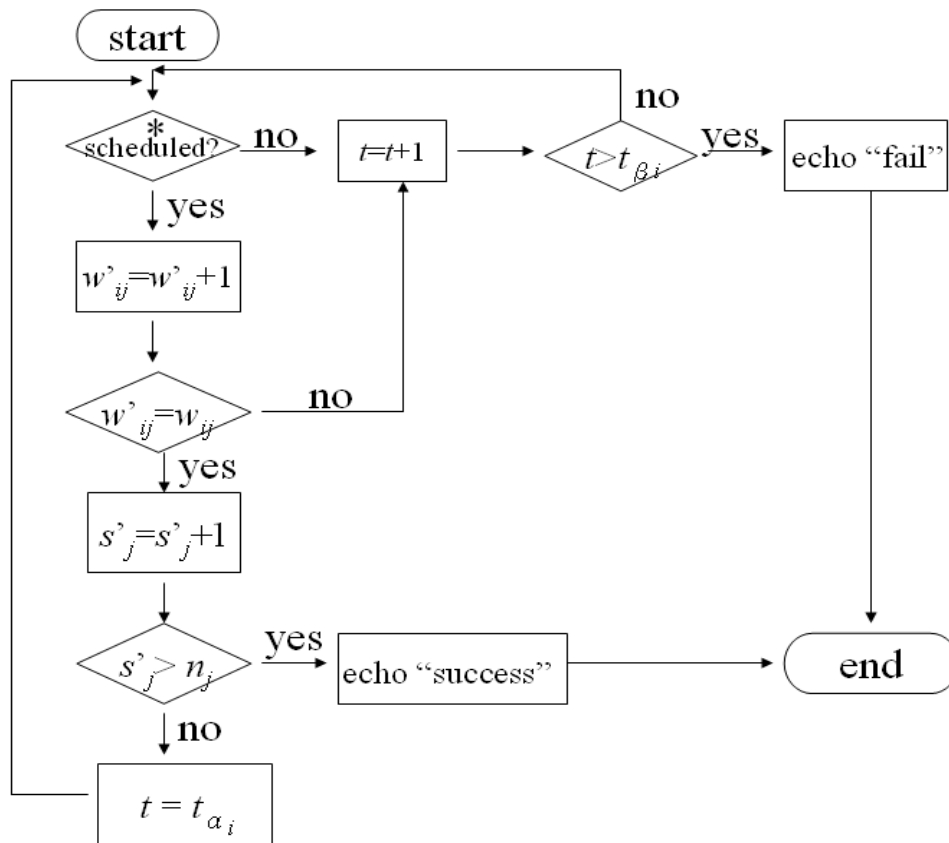 start
no
*
scheduled?
no
t=t+1
t>t βi
yes
echo “fail”
yes
w’ij=w’ij+1
w’ij=wij
no
yes
s’j=s’j+1
s’j> nj
yes
echo “success”
end
no
t = tαi